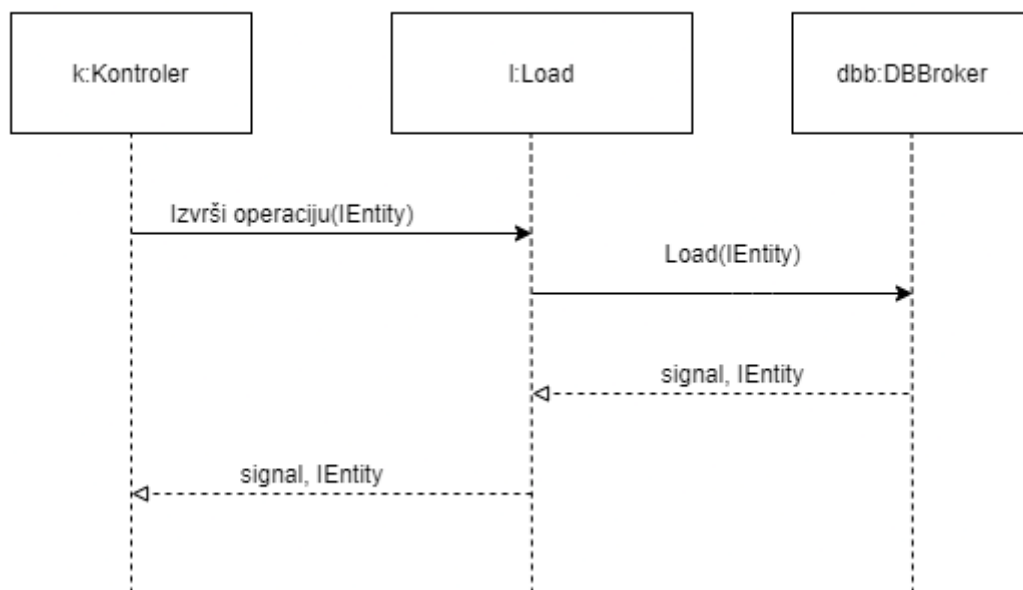 k:Kontroler
l:Load
dbb:DBBroker
Izvrši operaciju(IEntity)
Load(IEntity)
signal, IEntity
signal, IEntity